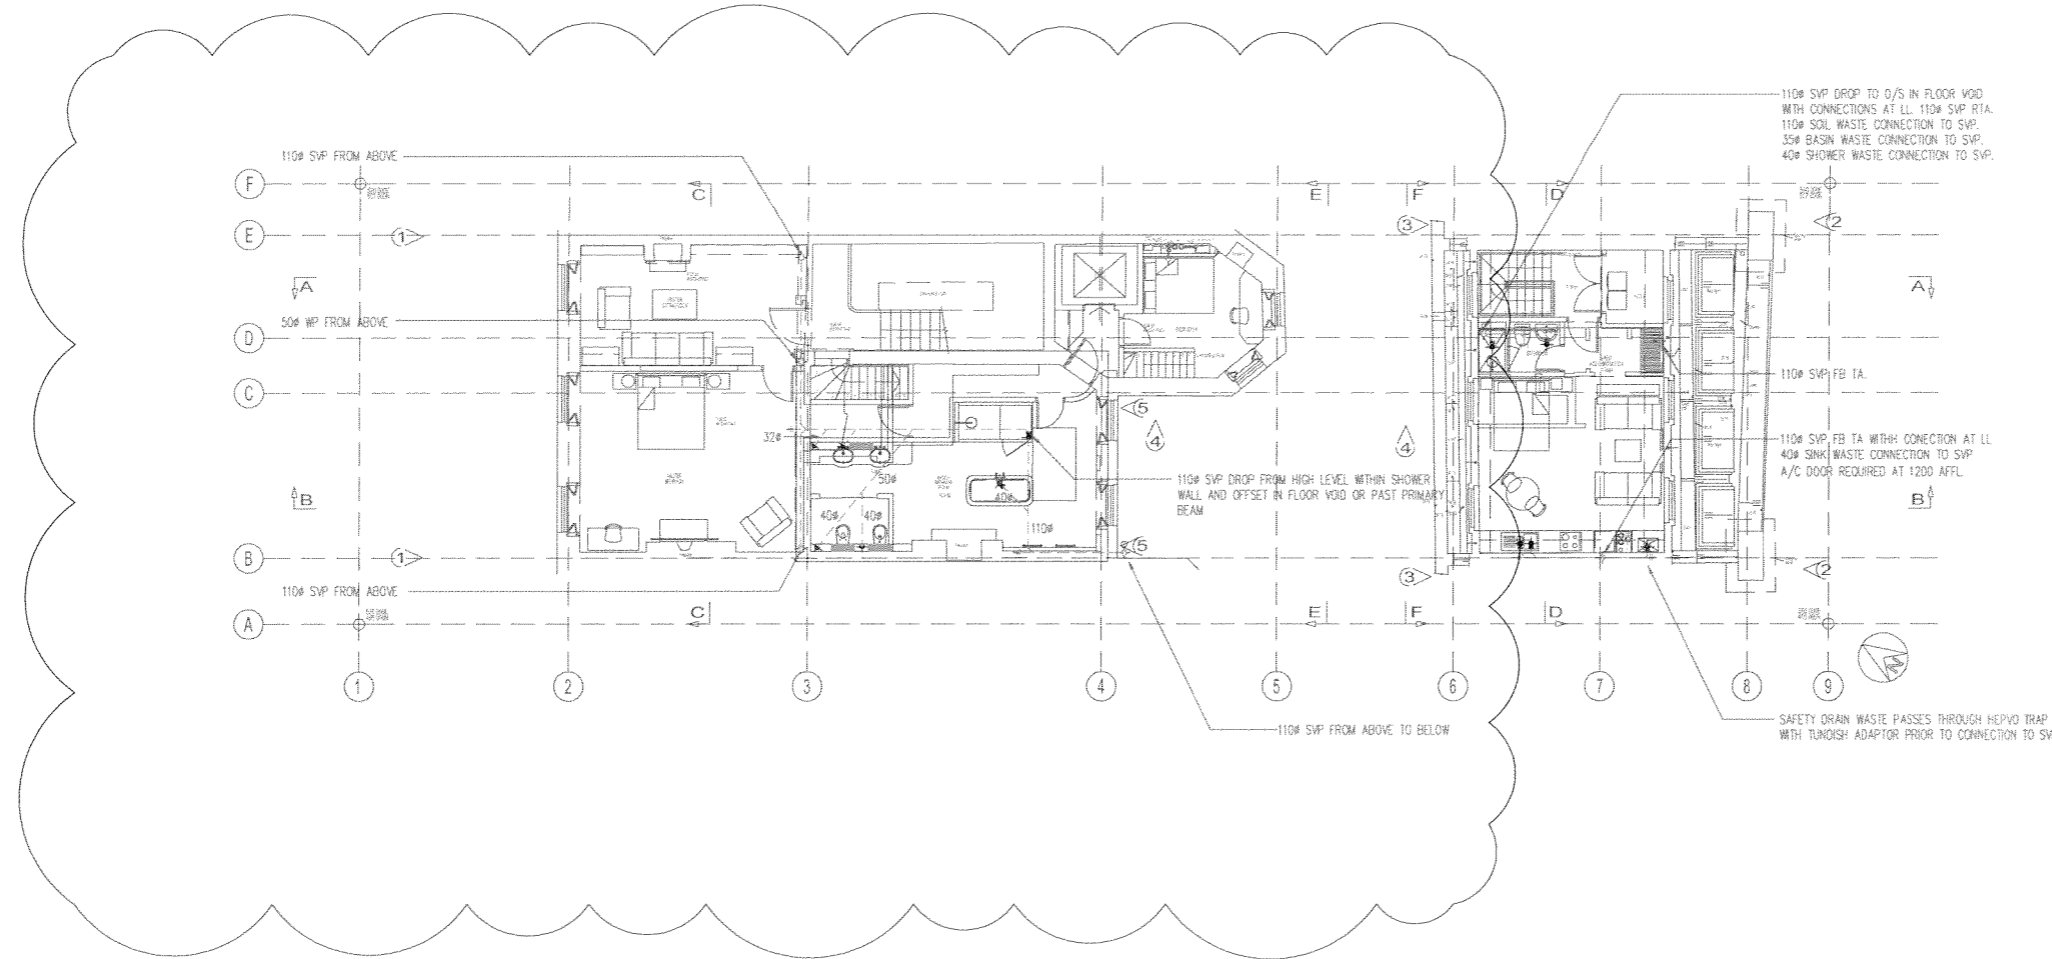 110ø SVP DROP TO O/S IN FLOOR VOID
WITH CONNECTIONS AT LL. 110ø SVP RTA.
110ø SOIL WASTE CONNECTION TO SVP.
35ø BASIN WASTE CONNECTION TO SVP.
40ø SHOWER WASTE CONNECTION TO SVP.
110ø SVP FROM ABOVE
F
C
E
F
D
3
2
E
1
A
A
50ø WP FROM ABOVE
D
110ø SVP FB TA.
C
5
4
4
32ø
110ø SVP FB TA WITHH CONECTION AT LL
40ø SINK WASTE CONNECTION TO SVP
A/C DOOR REQUIRED AT 1200 AFFL
50ø
110ø SVP DROP FROM HIGH LEVEL WITHIN SHOWER
WALL AND OFFSET IN FLOOR VOID OR PAST PRIMARY
BEAM
B
B
40ø
40ø
40ø
110ø
5
B
1
3
2
110ø SVP FROM ABOVE
A
C
E
F
D
1
2
3
4
5
6
7
8
9
N
110ø SVP FROM ABOVE TO BELOW
SAFETY DRAIN WASTE PASSES THROUGH HEPVO TRAP
WITH TUNDISH ADAPTOR PRIOR TO CONNECTION TO SV